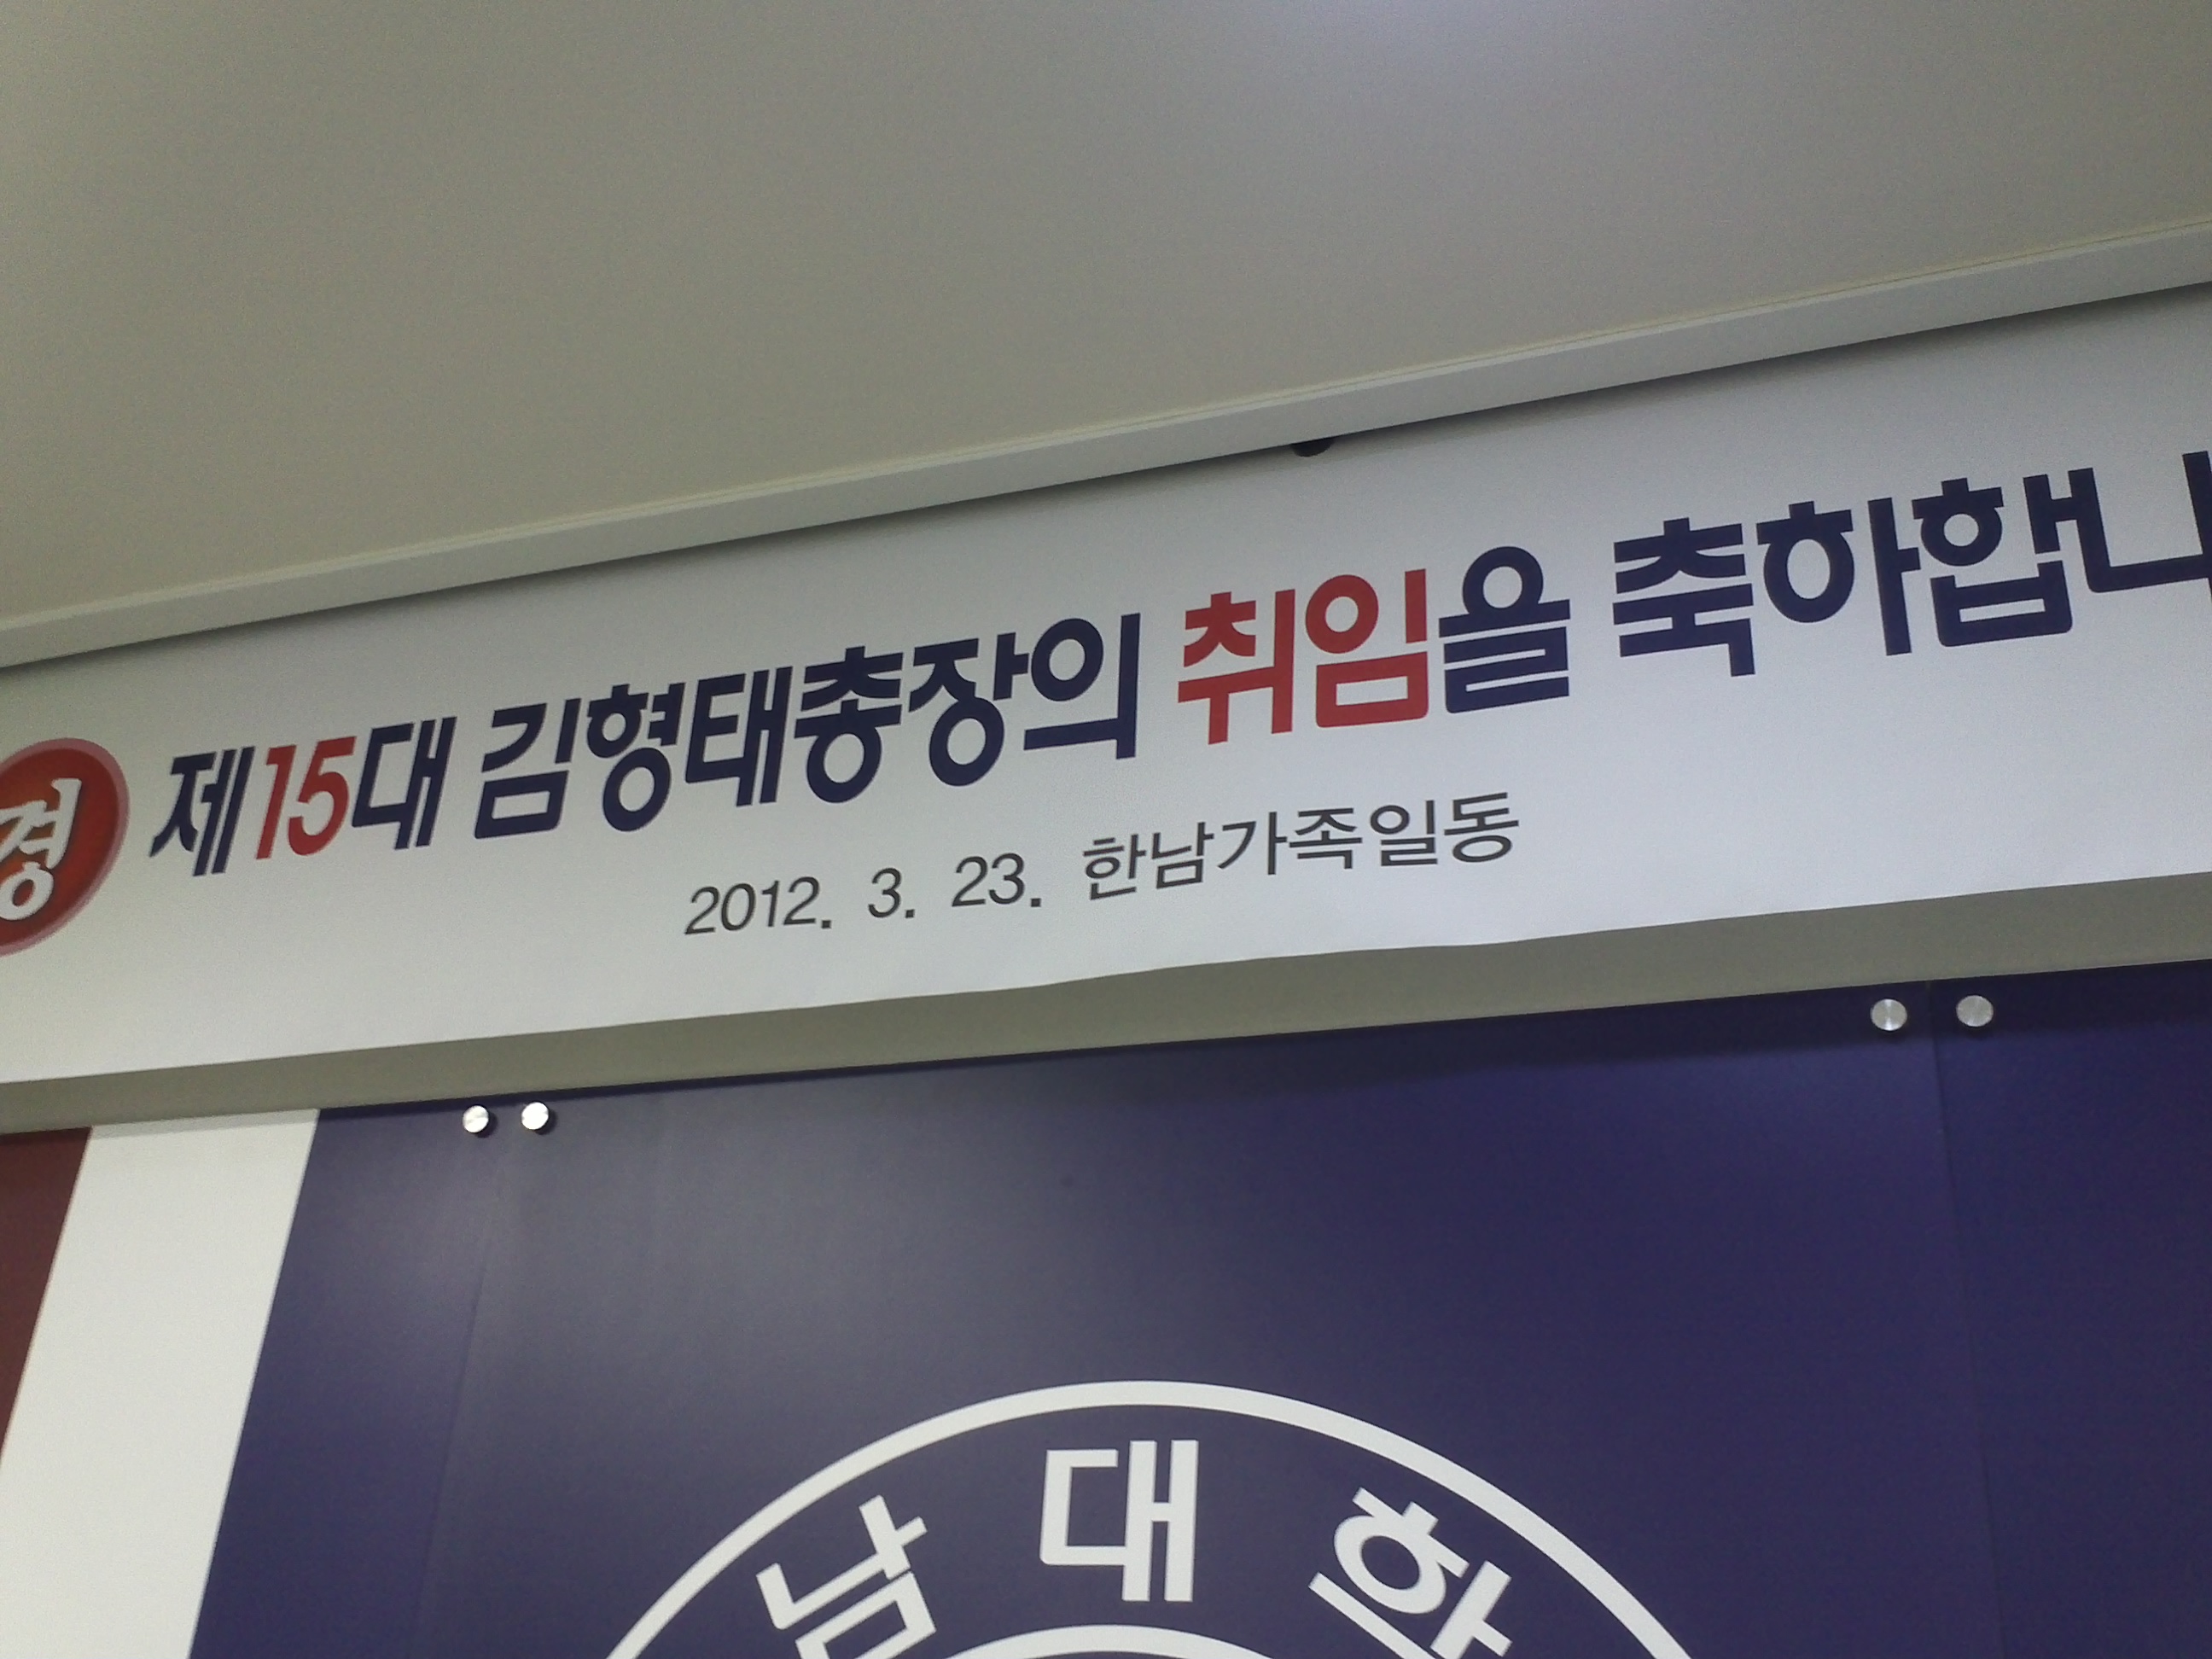 경 제15대 김형태총장의 취임을 축하합니
2012. 3. 23. 한남가족일동
남대학